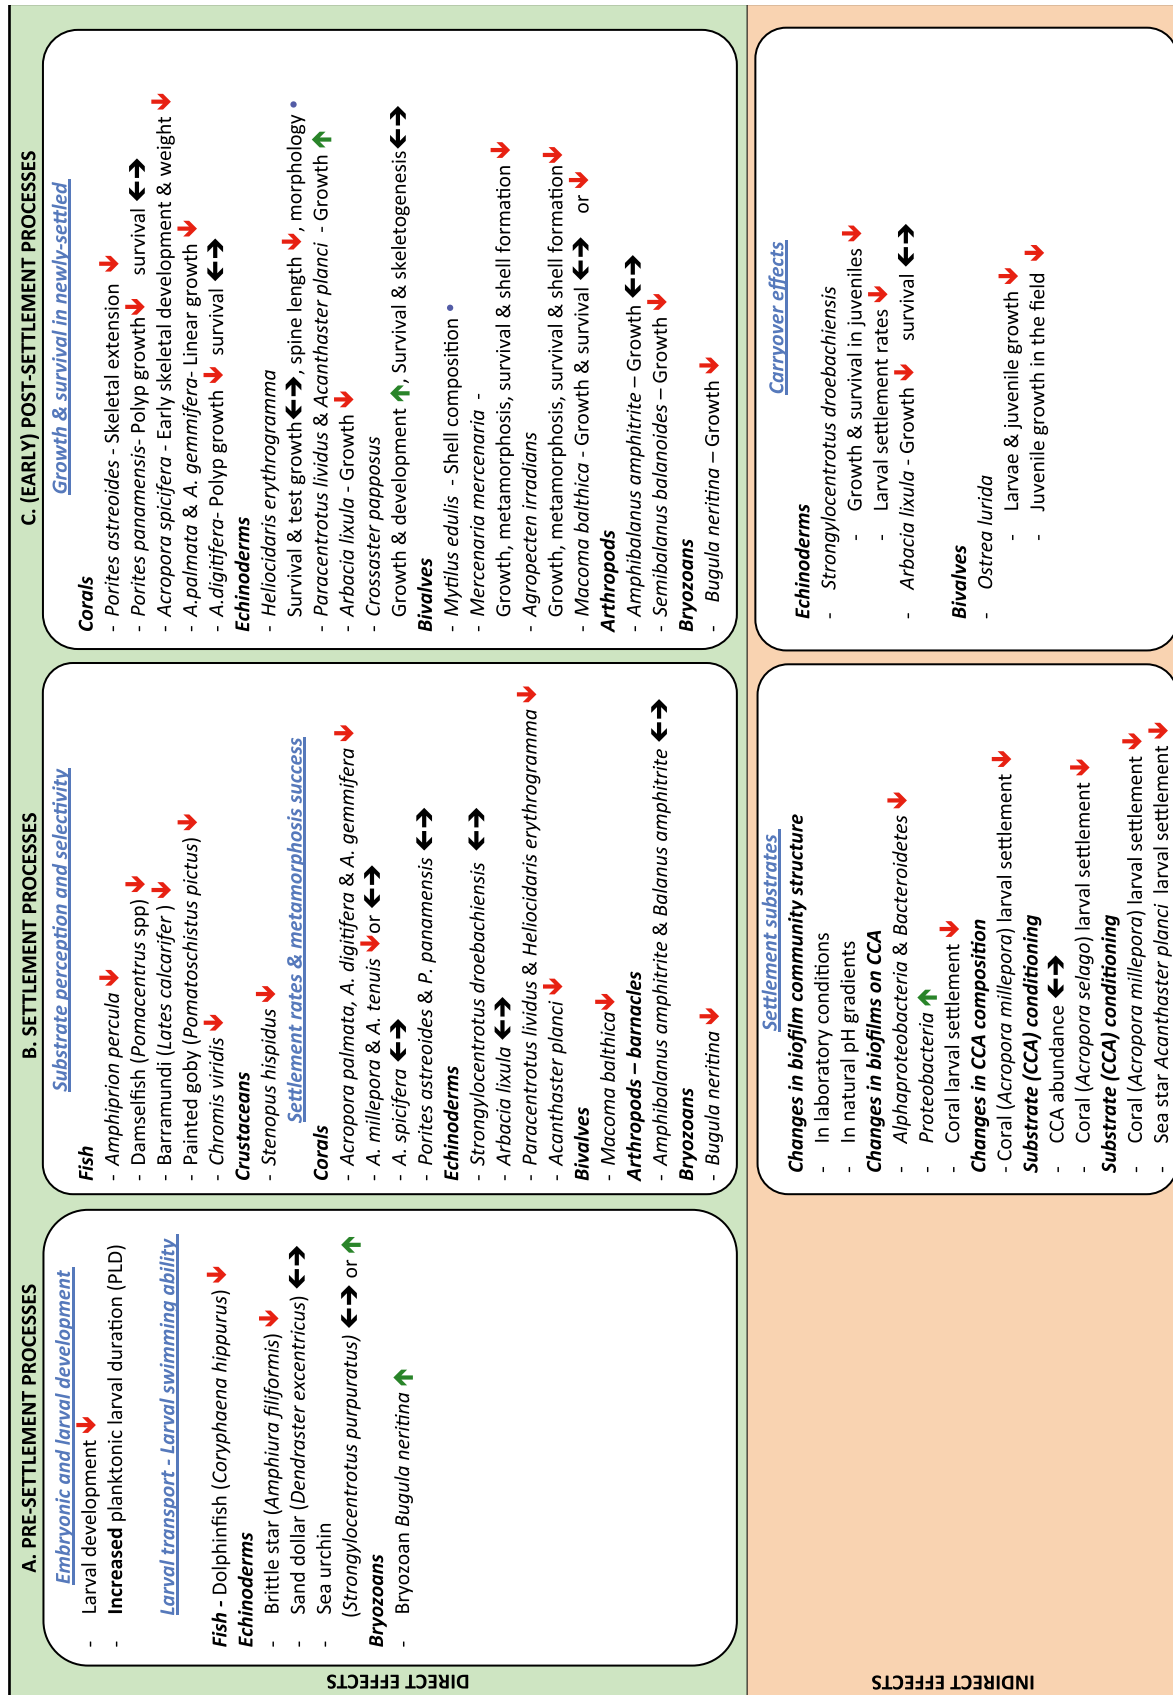 A. PRE-SETTLEMENT PROCESSES
Embryonic and larval development
- Larval development
- Increased planktonic larval duration (PLD)
Larval transport - Larval swimming ability
Fish - Dolphinfish (Coryphaena hippurus)
Echinoderms
- Brittle star (Amphiura filiformis)
- Sand dollar (Dendraster excentricus)
- Sea urchin
(Strongylocentrotus purpuratus) or
Bryozoans
- Bryozoan Bugula neritina
B. SETTLEMENT PROCESSES
Substrate perception and selectivity
Fish
- Amphiprion percula
- Damselfish (Pomacentrus spp)
- Barramundi (Lates calcarifer )
- Painted goby (Pomatoschistus pictus)
- Chromis viridis
Crustaceans
- Stenopus hispidus
Settlement rates & metamorphosis success
Corals
- Acropora palmata, A. digitifera & A. gemmifera
- A. millepora & A. tenuis or
- A. spicifera
- Porites astreoides & P. panamensis
Echinoderms
- Strongylocentrotus droebachiensis
- Arbacia lixula
- Paracentrotus lividus & Heliocidaris erythrogramma
- Acanthaster planci
Bivalves
- Macoma balthica
Arthropods – barnacles
- Amphibalanus amphitrite & Balanus amphitrite
Bryozoans
- Bugula neritina
C. (EARLY) POST-SETTLEMENT PROCESSES
Growth & survival in newly-settled
Corals
- Porites astreoides - Skeletal extension
- Porites panamensis- Polyp growth survival
- Acropora spicifera - Early skeletal development & weight
- A.palmata & A. gemmifera- Linear growth
- A.digitifera- Polyp growth survival
Echinoderms
- Heliocidaris erythrogramma
Survival & test growth , spine length , morphology •
- Paracentrotus lividus & Acanthaster planci - Growth
- Arbacia lixula - Growth
- Crossaster papposus
Growth & development , Survival & skeletogenesis
Bivalves
- Mytilus edulis - Shell composition •
- Mercenaria mercenaria -
Growth, metamorphosis, survival & shell formation
- Agropecten irradians
Growth, metamorphosis, survival & shell formation
- Macoma balthica - Growth & survival or
Arthropods
- Amphibalanus amphitrite – Growth
- Semibalanus balanoides – Growth
Bryozoans
- Bugula neritina – Growth
DIRECT EFFECTS
Settlement substrates
Changes in biofilm community structure
- In laboratory conditions
- In natural pH gradients
Changes in biofilms on CCA
- Alphaproteobacteria & Bacteroidetes
- Proteobacteria
- Coral larval settlement
Changes in CCA composition
- Coral (Acropora millepora) larval settlement
Substrate (CCA) conditioning
- CCA abundance
- Coral (Acropora selago) larval settlement
Substrate (CCA) conditioning
- Coral (Acropora millepora) larval settlement
- Sea star Acanthaster planci larval settlement
Carryover effects
Echinoderms
- Strongylocentrotus droebachiensis
- Growth & survival in juveniles
- Larval settlement rates
- Arbacia lixula - Growth survival
Bivalves
- Ostrea lurida
- Larvae & juvenile growth
- Juvenile growth in the field
INDIRECT EFFECTS